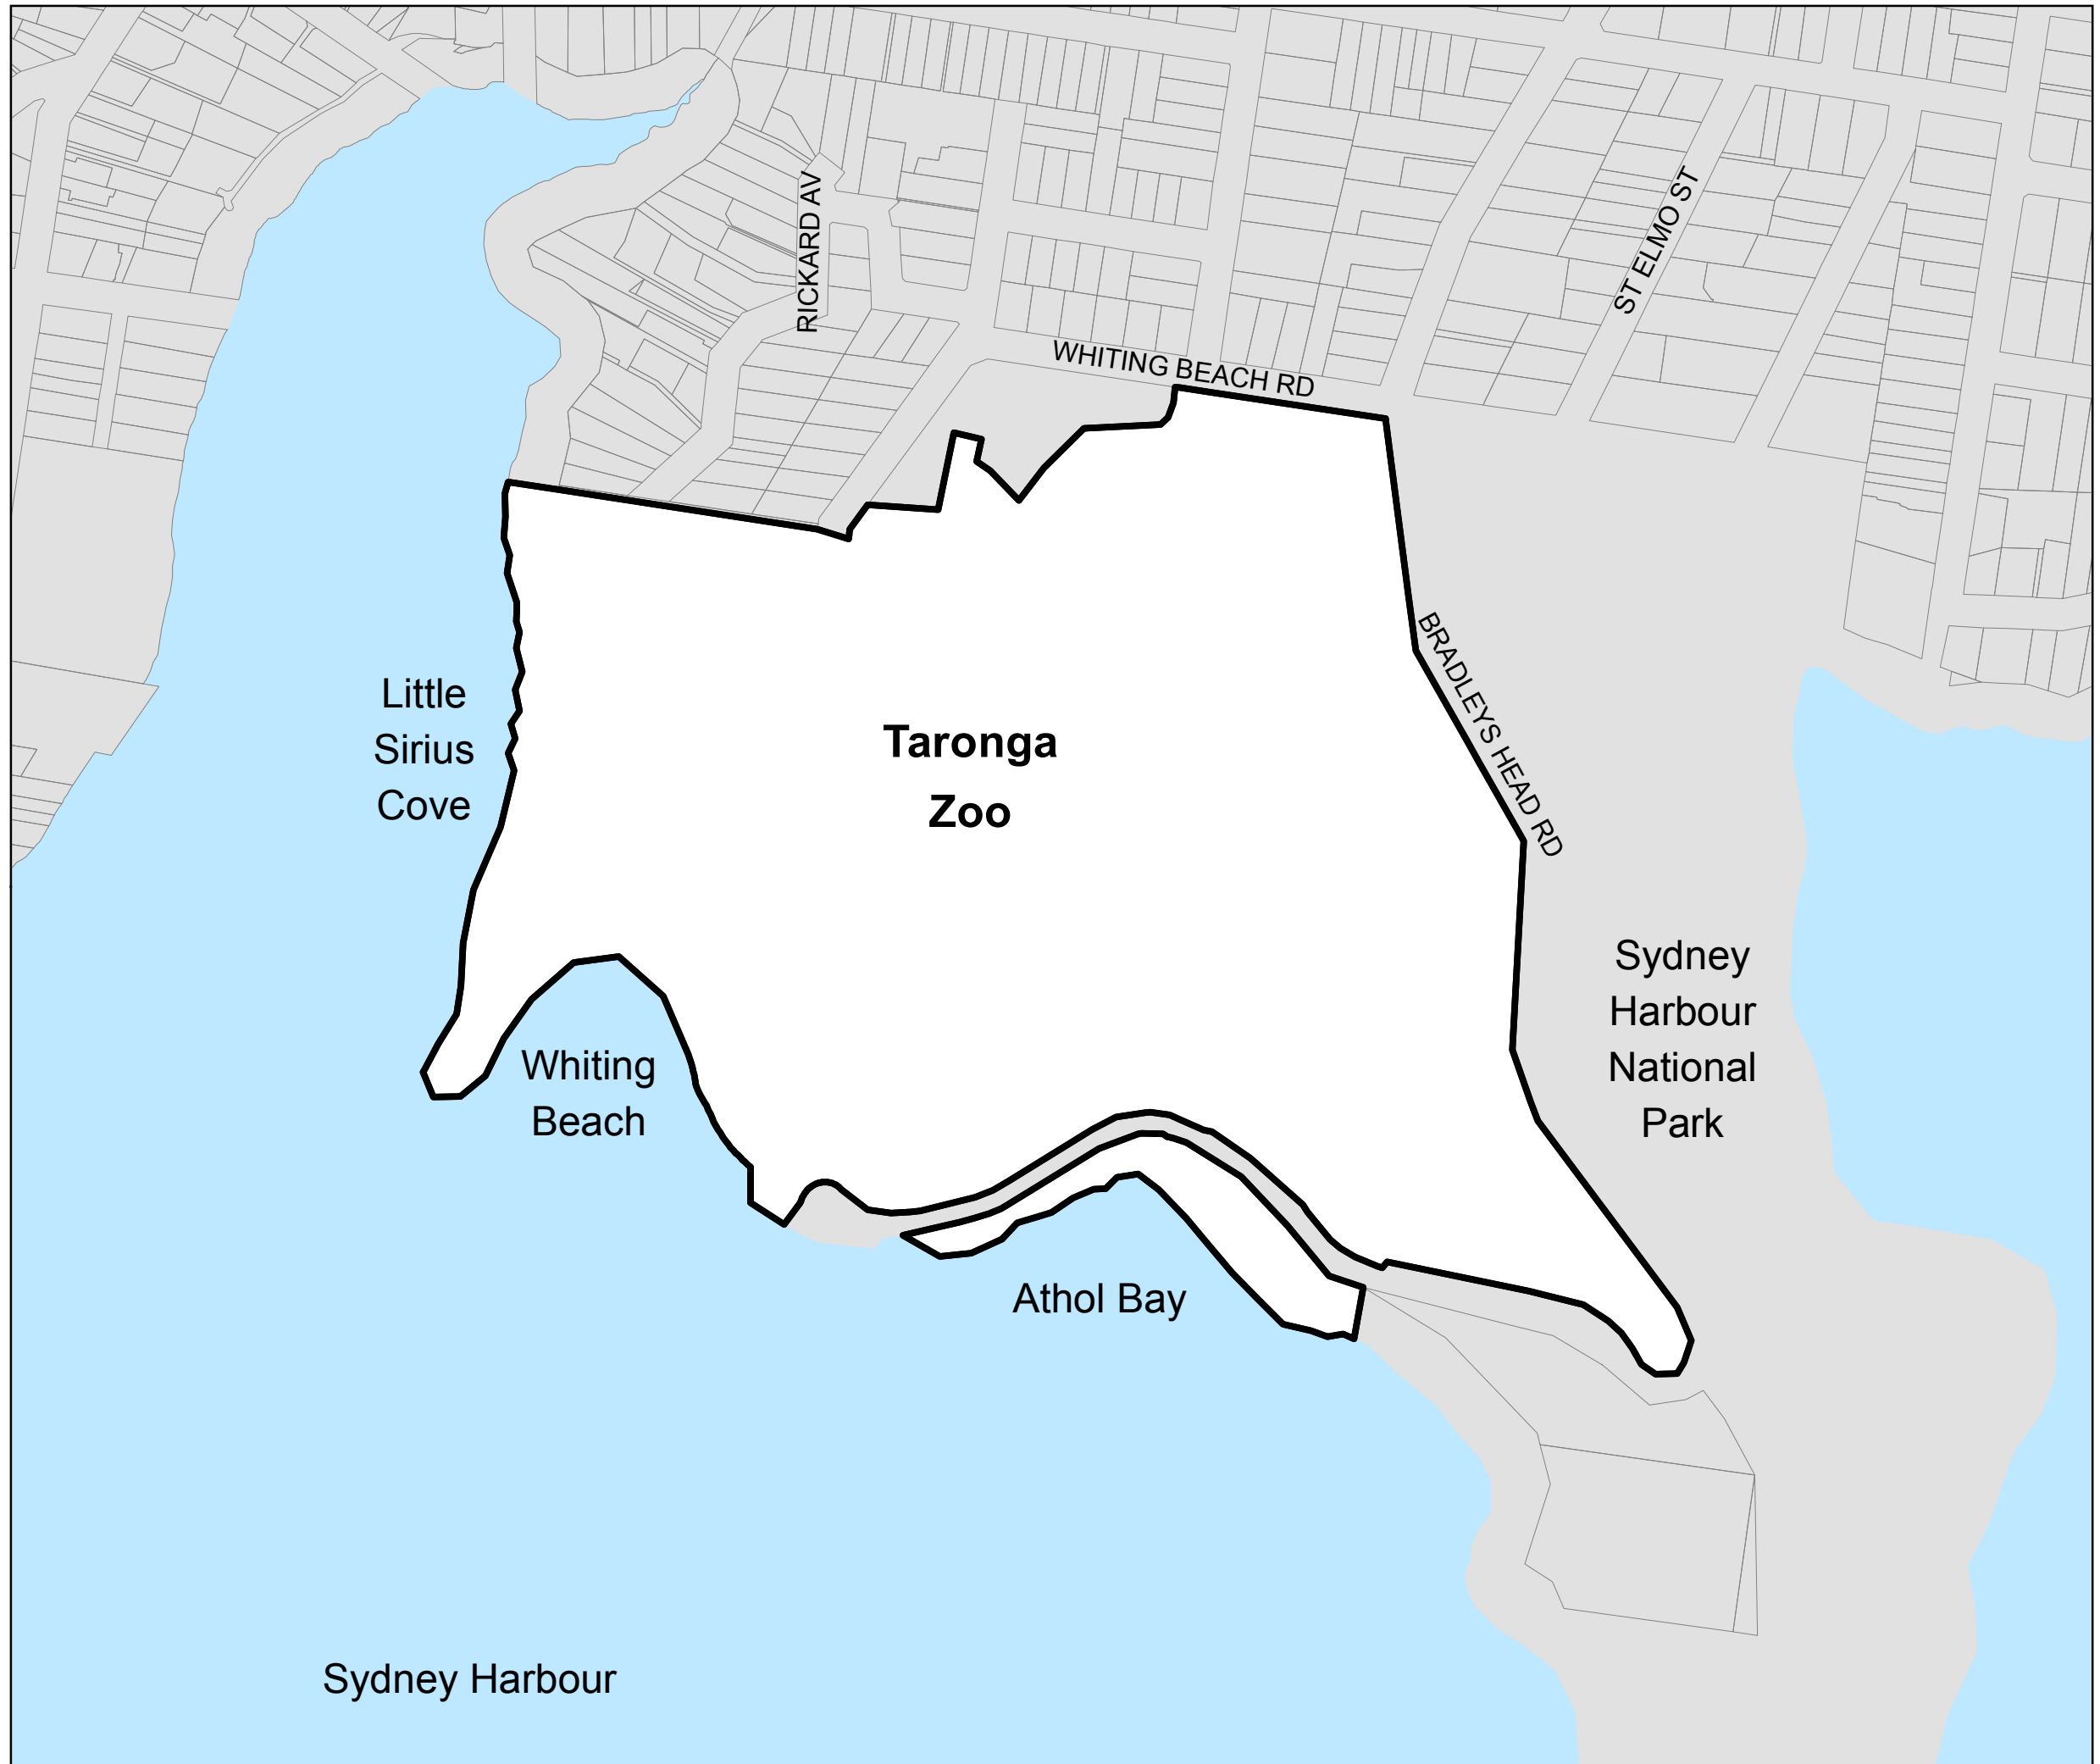 RICKARD AV
ST ELMO ST
WHITING BEACH RD
BRADLEYS HEAD RD
Little
Sirius
Cove
Taronga
Zoo
Sydney
Harbour
National
Park
Whiting
Beach
Athol Bay
Sydney Harbour